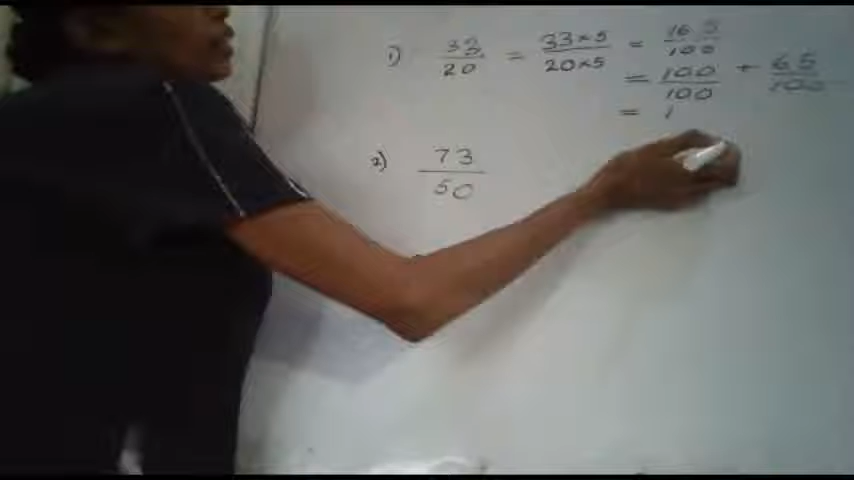 1) 33/20 = 33×5/20×5 = 165/100
= 100/100 + 65/100
= 1
2) 73/50